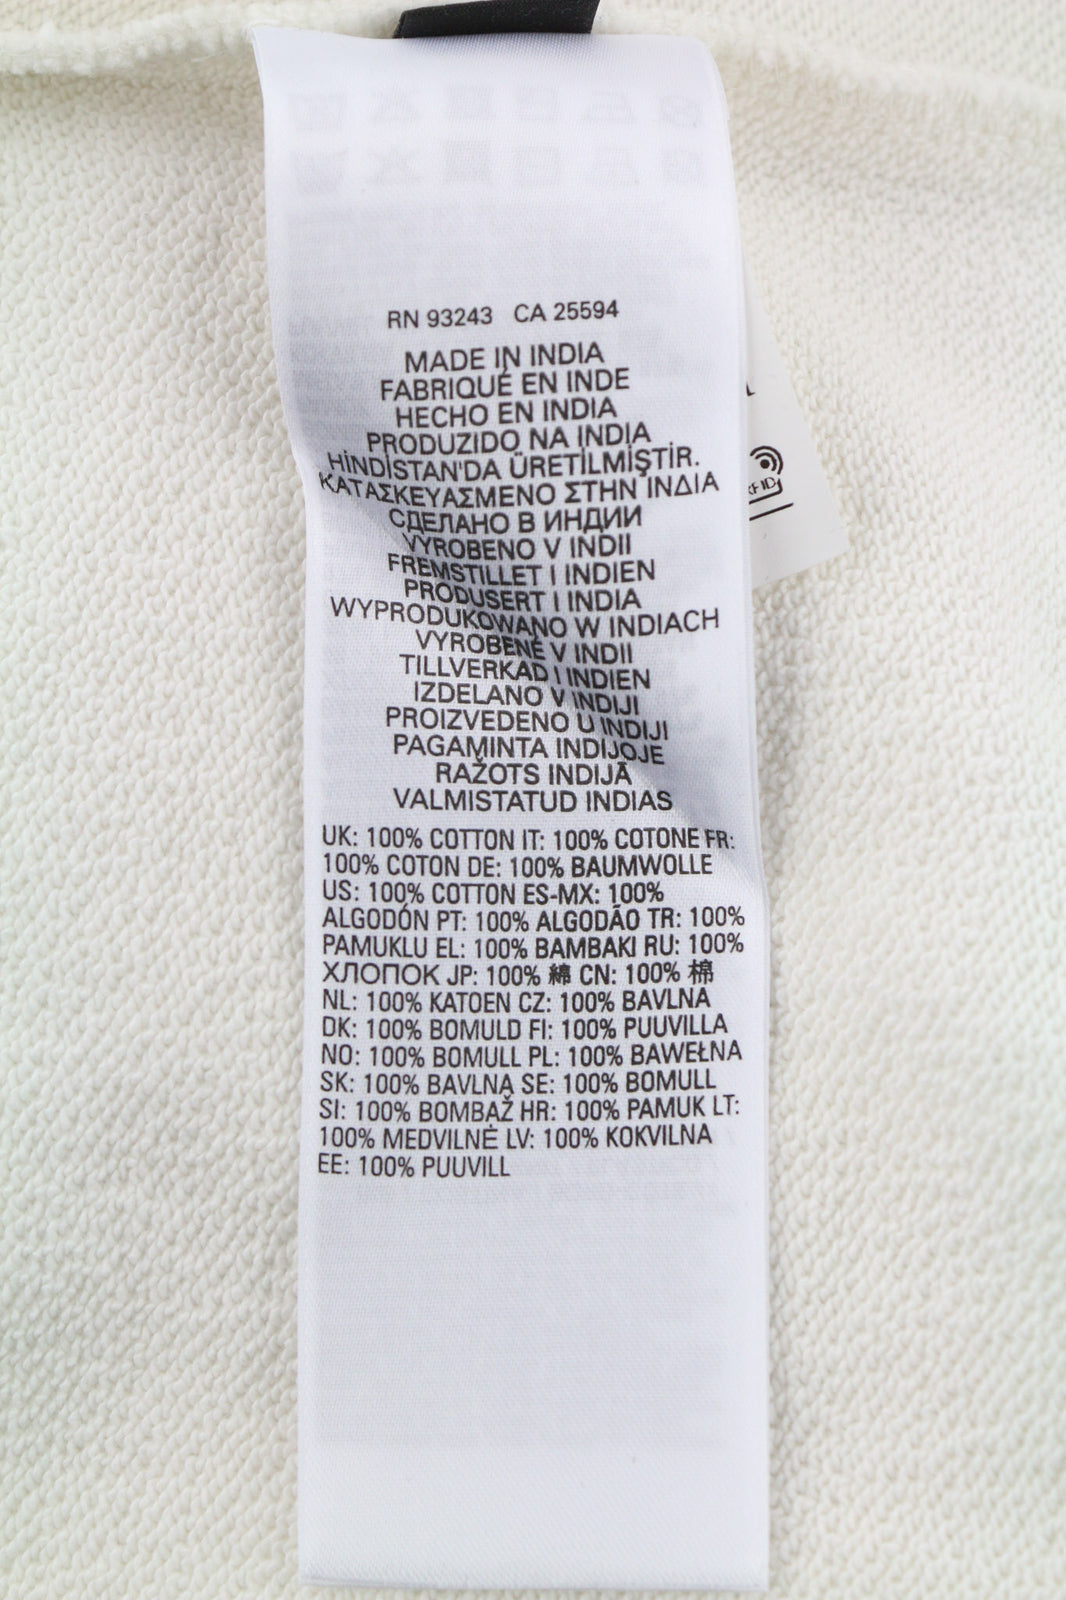 RN 93243 CA 25594
MADE IN INDIA
FABRIQUÉ EN INDE
HECHO EN INDIA
PRODUZIDO NA INDIA
HİNDİSTAN'DA ÜRETİLMİŞTİR.
ΚΑΤΑΣΚΕΥΑΣΜΕΝΟ ΣΤΗΝ ΙΝΔΙΑ
СДЕЛАНО В ИНДИИ
VYROBENO V INDII
FREMSTILLET I INDIEN
PRODUSERT I INDIA
WYPRODUKOWANO W INDIACH
VYROBENÉ V INDII
TILLVERKAD I INDIEN
IZDELANO V INDIJI
PROIZVEDENO U INDIJI
PAGAMINTA INDIJOJE
RAŽOTS INDIJĀ
VALMISTATUD INDIAS
UK: 100% COTTON IT: 100% COTONE FR:
100% COTON DE: 100% BAUMWOLLE
US: 100% COTTON ES-MX: 100%
ALGODÓN PT: 100% ALGODÃO TR: 100%
PAMUKLU EL: 100% BAMBAKI RU: 100%
ХЛОПОК JP: 100% 綿 CN: 100% 棉
NL: 100% KATOEN CZ: 100% BAVLNA
DK: 100% BOMULD FI: 100% PUUVILLA
NO: 100% BOMULL PL: 100% BAWEŁNA
SK: 100% BAVLNA SE: 100% BOMULL
SI: 100% BOMBAŽ HR: 100% PAMUK LT:
100% MEDVILNĖ LV: 100% KOKVILNA
EE: 100% PUUVILL